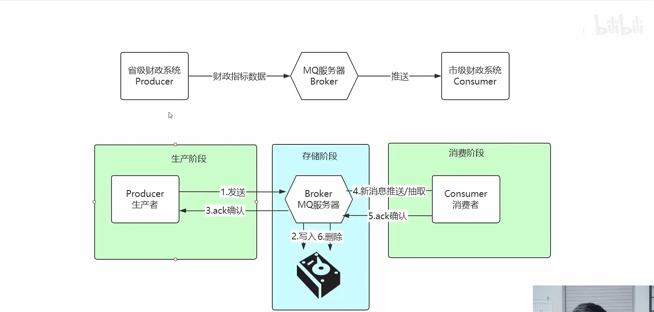 bilibili
省级财政系统
Producer
财政指标数据
MQ服务器
Broker
推送
市级财政系统
Consumer
生产阶段
存储阶段
消费阶段
Producer
生产者
1.发送
3.ack确认
Broker
MQ服务器
4.新消息推送/抽取
5.ack确认
Consumer
消费者
2.写入
6.删除